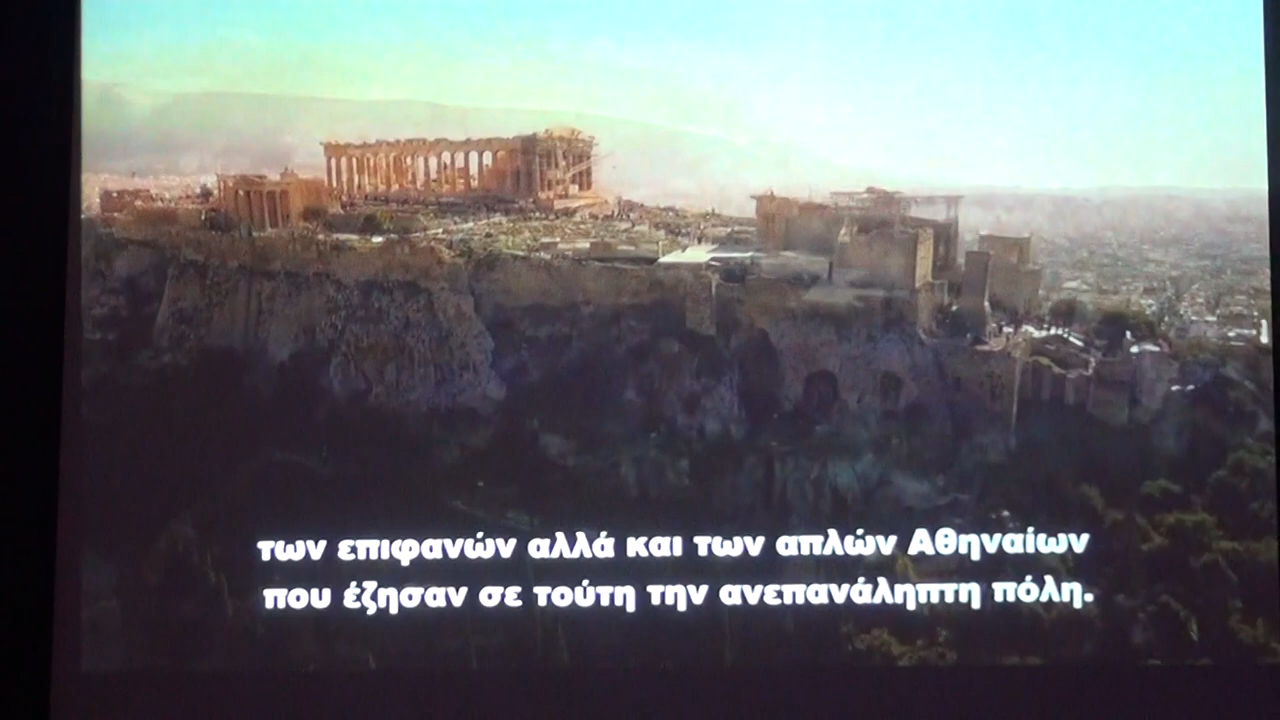 των επιφανών αλλά και των απλών Αθηναίων
που έζησαν σε τούτη την ανεπανάληπτη πόλη.